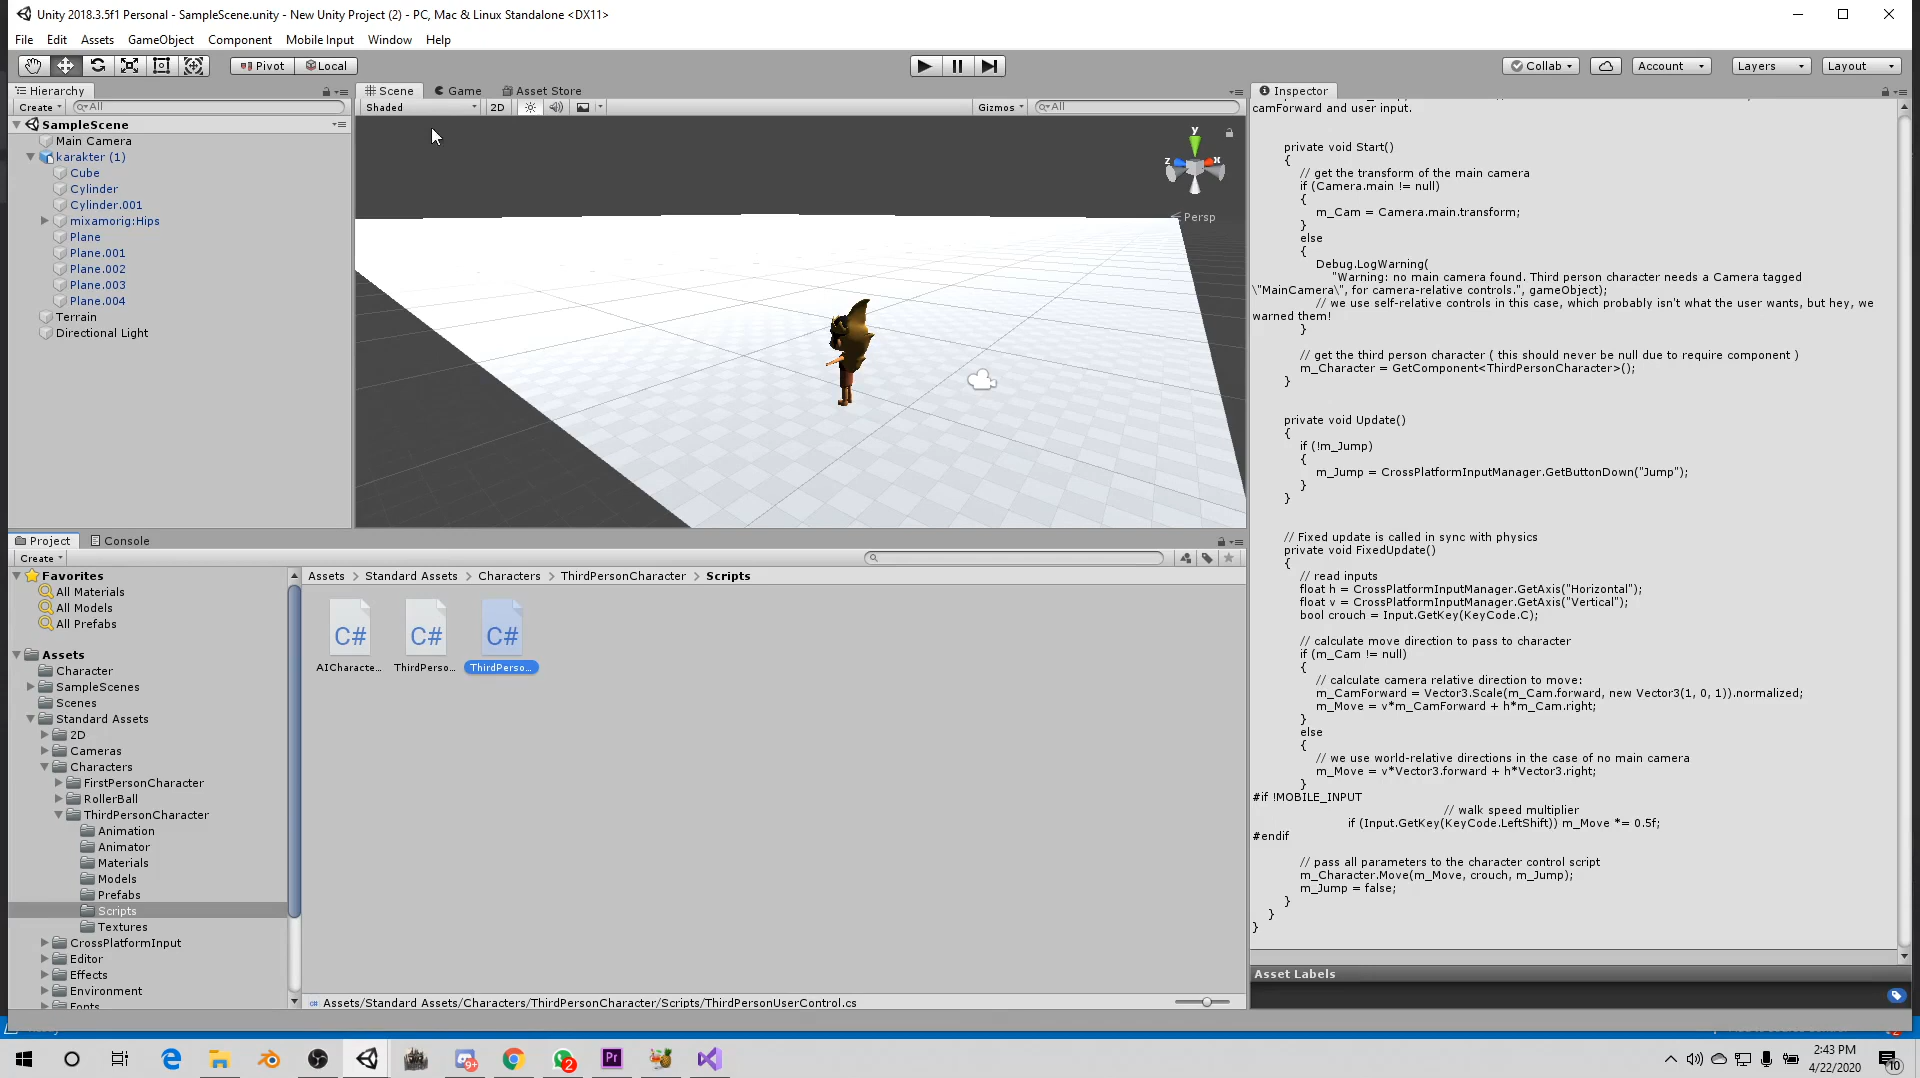 Unity 2018.3.5f1 Personal - SampleScene.unity - New Unity Project (2) - PC, Mac & Linux Standalone <DX11>
File Edit Assets GameObject Component Mobile Input Window Help
Pivot Local Collab Account Layers Layout
Hierarchy
Create All
SampleScene
Main Camera
karakter (1)
Cube
Cylinder
Cylinder.001
mixamorig:Hips
Plane
Plane.001
Plane.002
Plane.003
Plane.004
Terrain
Directional Light
Scene Game Asset Store
Shaded 2D Gizmos All
y
z x
Persp
Inspector
camForward and user input.
private void Start()
{
// get the transform of the main camera
if (Camera.main != null)
{
m_Cam = Camera.main.transform;
}
else
{
Debug.LogWarning(
"Warning: no main camera found. Third person character needs a Camera tagged
\"MainCamera\", for camera-relative controls.", gameObject);
// we use self-relative controls in this case, which probably isn't what the user wants, but hey, we
warned them!
}
// get the third person character ( this should never be null due to require component )
m_Character = GetComponent<ThirdPersonCharacter>();
}
private void Update()
{
if (!m_Jump)
{
m_Jump = CrossPlatformInputManager.GetButtonDown("Jump");
}
}
// Fixed update is called in sync with physics
private void FixedUpdate()
{
// read inputs
float h = CrossPlatformInputManager.GetAxis("Horizontal");
float v = CrossPlatformInputManager.GetAxis("Vertical");
bool crouch = Input.GetKey(KeyCode.C);
// calculate move direction to pass to character
if (m_Cam != null)
{
// calculate camera relative direction to move:
m_CamForward = Vector3.Scale(m_Cam.forward, new Vector3(1, 0, 1)).normalized;
m_Move = v*m_CamForward + h*m_Cam.right;
}
else
{
// we use world-relative directions in the case of no main camera
m_Move = v*Vector3.forward + h*Vector3.right;
}
#if !MOBILE_INPUT
// walk speed multiplier
if (Input.GetKey(KeyCode.LeftShift)) m_Move *= 0.5f;
#endif
// pass all parameters to the character control script
m_Character.Move(m_Move, crouch, m_Jump);
m_Jump = false;
}
}
}
Asset Labels
Project Console
Create
Favorites
All Materials
All Models
All Prefabs
Assets
Character
SampleScenes
Scenes
Standard Assets
2D
Cameras
Characters
FirstPersonCharacter
RollerBall
ThirdPersonCharacter
Animation
Animator
Materials
Models
Prefabs
Scripts
Textures
CrossPlatformInput
Editor
Effects
Environment
Fonts
Assets > Standard Assets > Characters > ThirdPersonCharacter > Scripts
C# C# C#
AICharacte... ThirdPerso... ThirdPerso...
Assets/Standard Assets/Characters/ThirdPersonCharacter/Scripts/ThirdPersonUserControl.cs
9+ 2 Pr
2:43 PM
4/22/2020
10